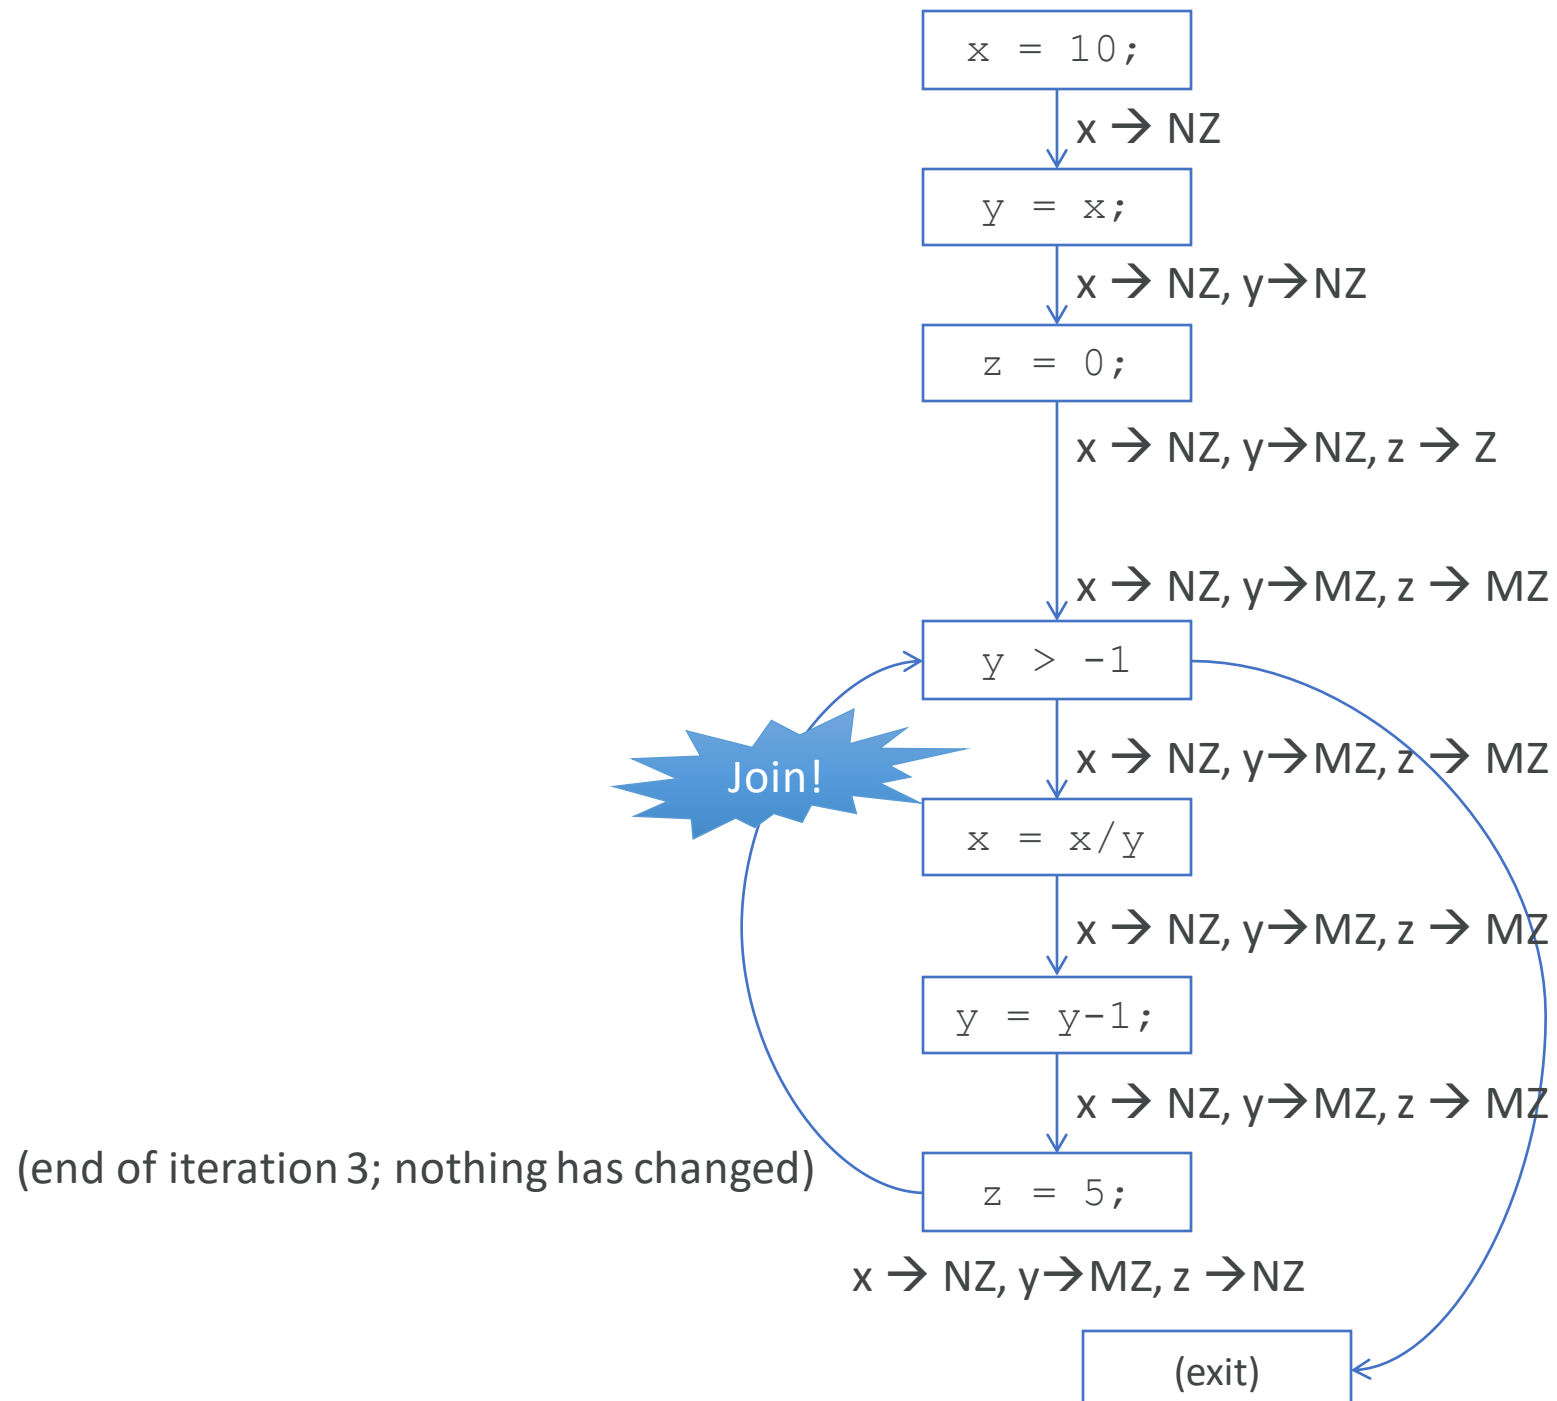 x = 10;
x → NZ
y = x;
x → NZ, y→NZ
z = 0;
x → NZ, y→NZ, z → Z
x → NZ, y→MZ, z → MZ
y > -1
x → NZ, y→MZ, z → MZ
Join!
x = x/y
x → NZ, y→MZ, z → MZ
y = y-1;
x → NZ, y→MZ, z → MZ
(end of iteration 3; nothing has changed)
z = 5;
x → NZ, y→MZ, z →NZ
(exit)